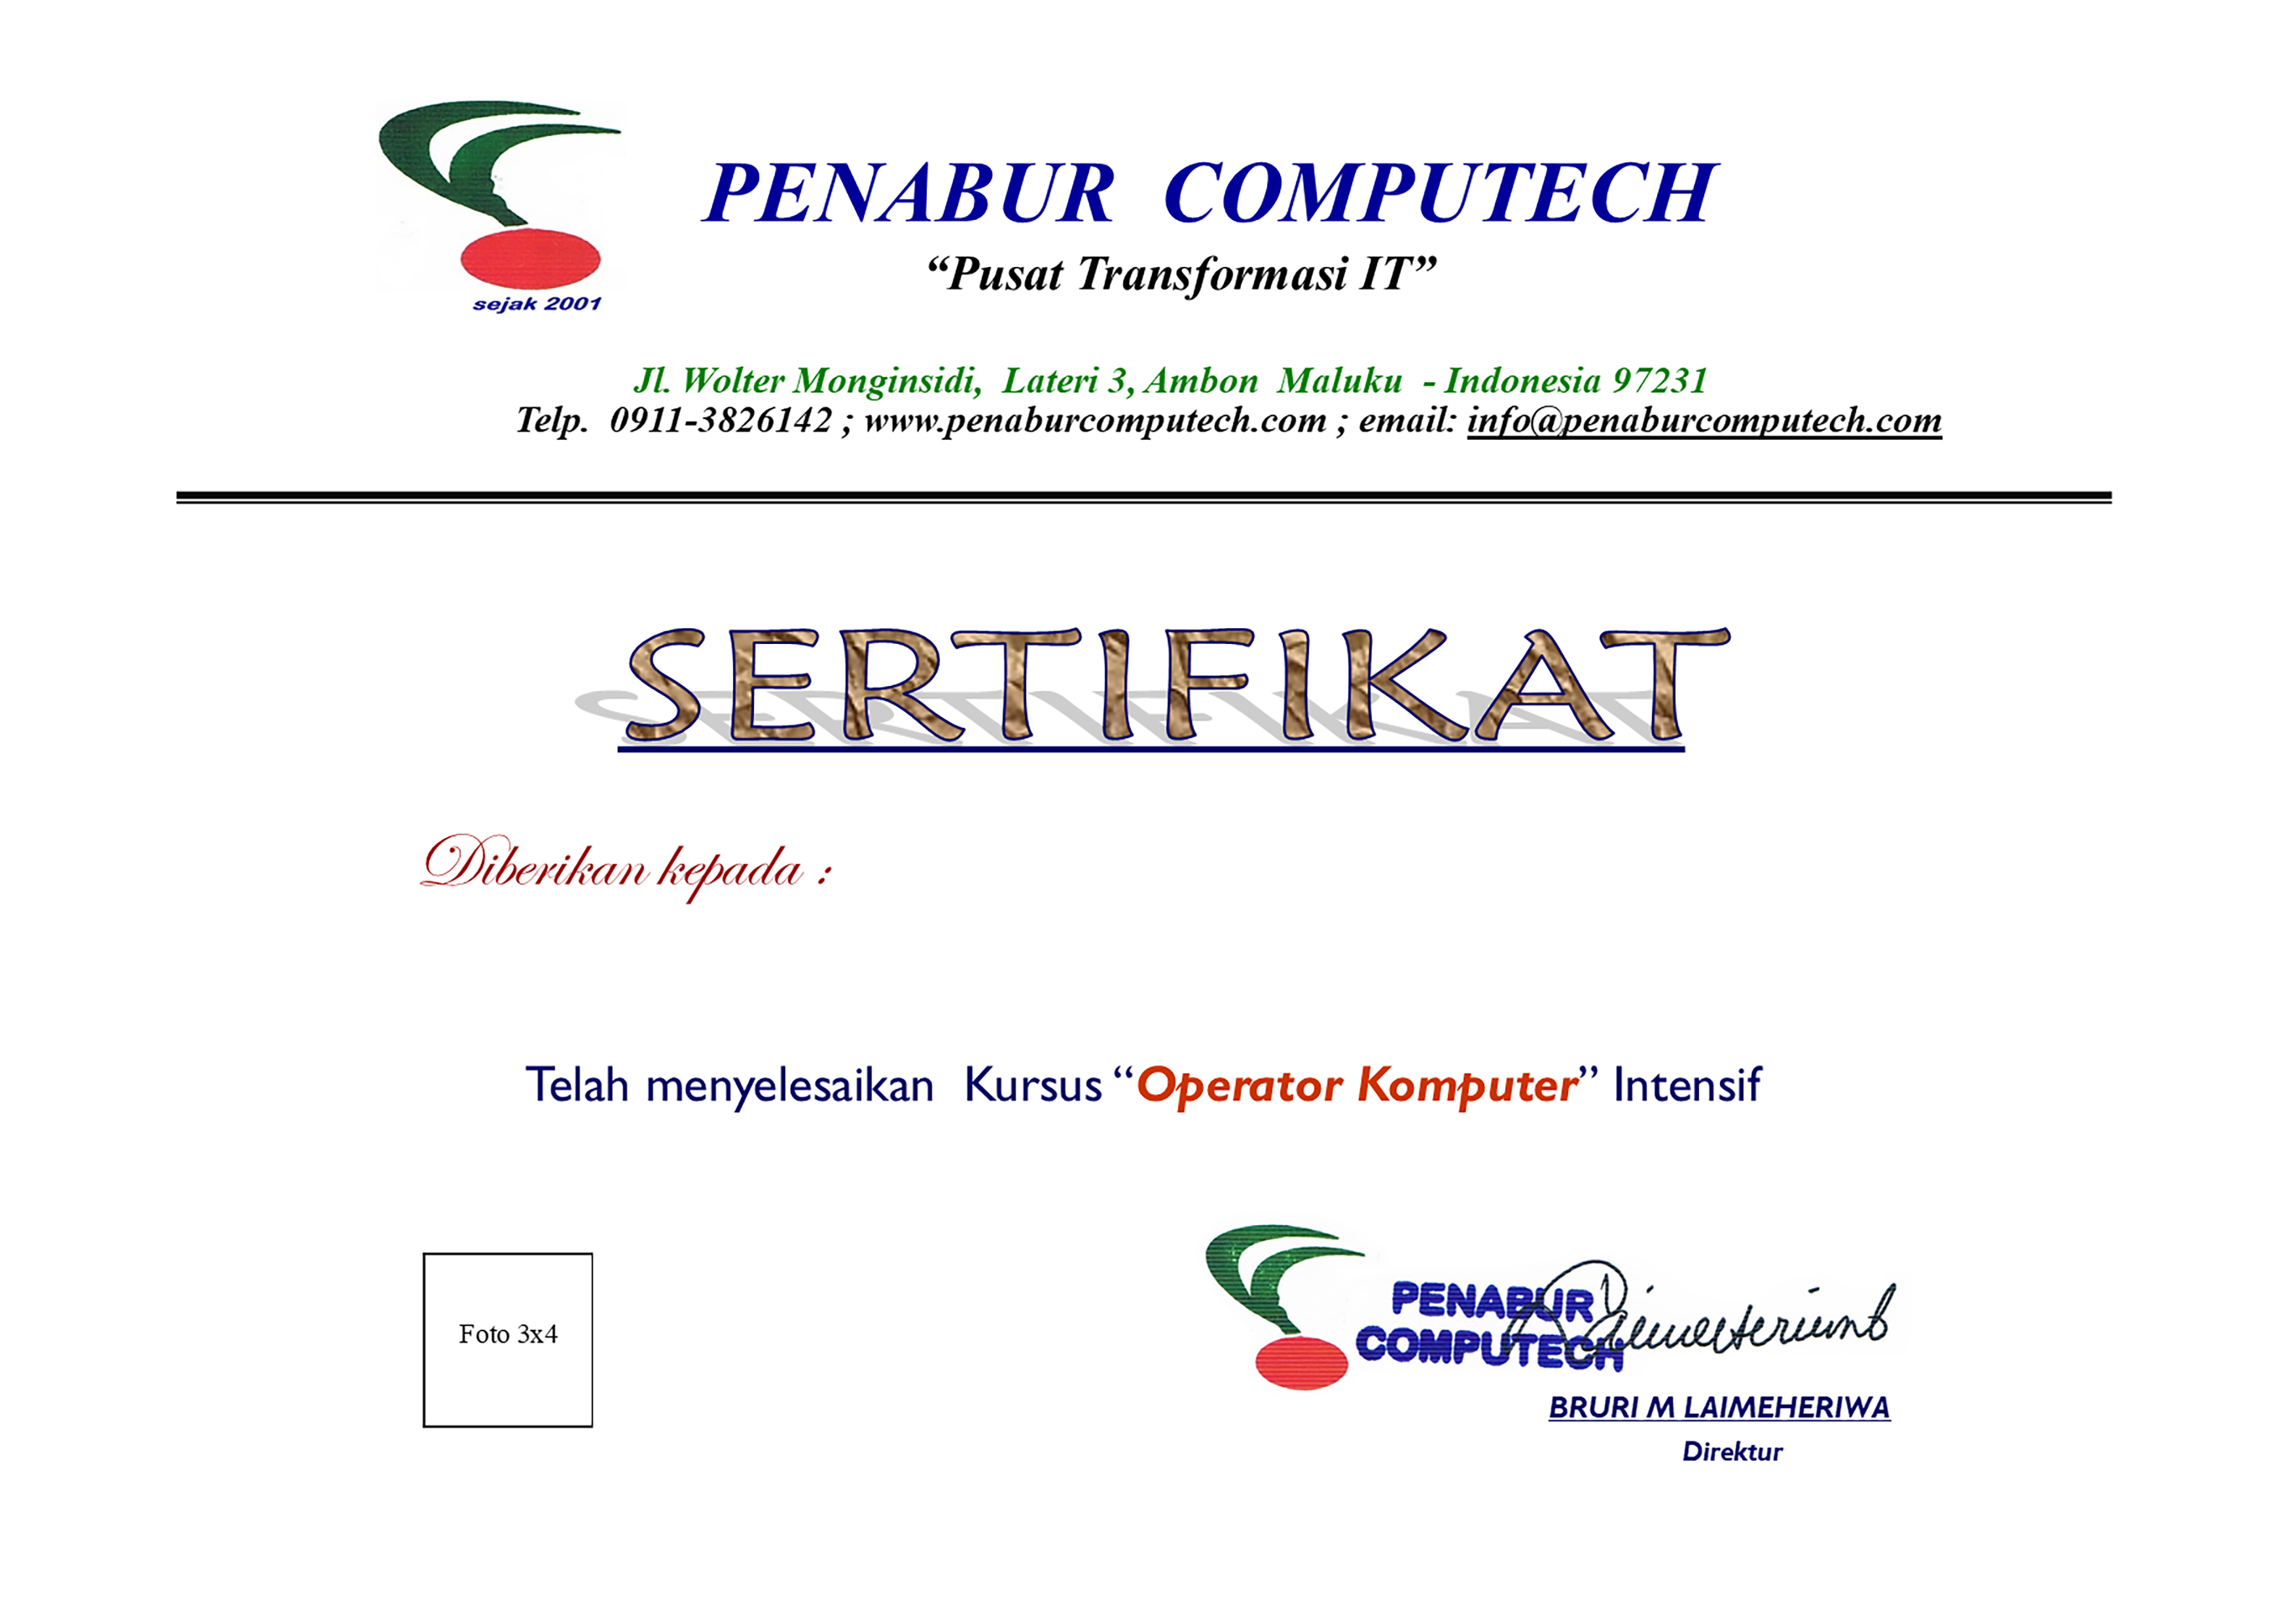 sejak 2001
PENABUR COMPUTECH
“Pusat Transformasi IT”
Jl. Wolter Monginsidi, Lateri 3, Ambon Maluku - Indonesia 97231
Telp. 0911-3826142 ; www.penaburcomputech.com ; email: info@penaburcomputech.com
SERTIFIKAT
Diberikan kepada :
Telah menyelesaikan Kursus “Operator Komputer” Intensif
Foto 3x4
PENABUR
COMPUTECH
BRURI M LAIMEHERIWA
Direktur